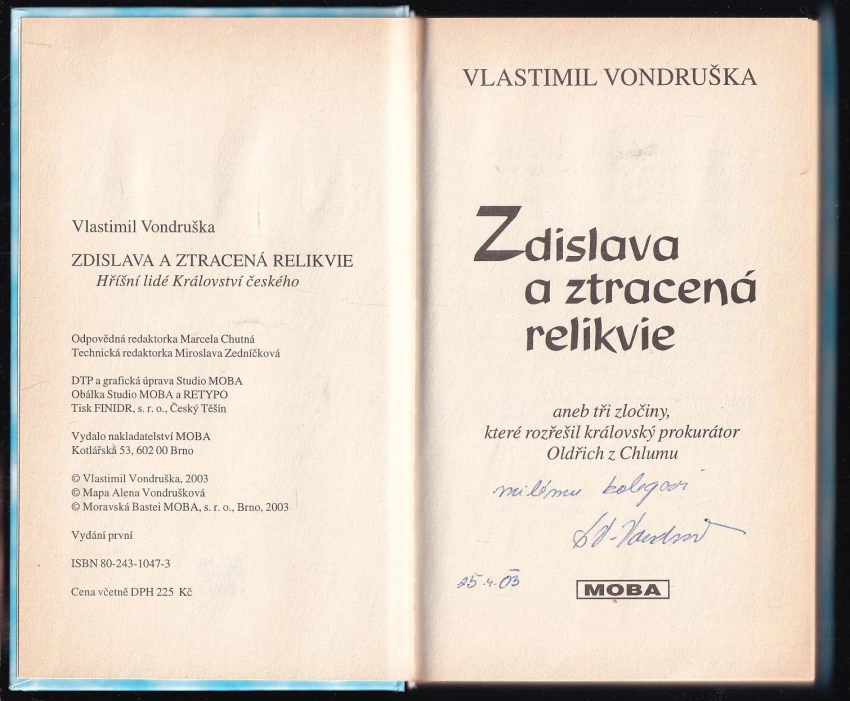 Vlastimil Vondruška
ZDISLAVA A ZTRACENÁ RELIKVIE
Hříšní lidé Království českého
Odpovědná redaktorka Marcela Chutná
Technická redaktorka Miroslava Zedníčková
DTP a grafická úprava Studio MOBA
Obálka Studio MOBA a RETYPO
Tisk FINIDR, s. r. o., Český Těšín
Vydalo nakladatelství MOBA
Kotlářská 53, 602 00 Brno
© Vlastimil Vondruška, 2003
© Mapa Alena Vondrušková
© Moravská Bastei MOBA, s. r. o., Brno, 2003
Vydání první
ISBN 80-243-1047-3
Cena včetně DPH 225 Kč
VLASTIMIL VONDRUŠKA
Zdislava
a ztracená
relikvie
aneb tři zločiny,
které rozřešil královský prokurátor
Oldřich z Chlumu
milému kolegovi
25.4.03
MOBA